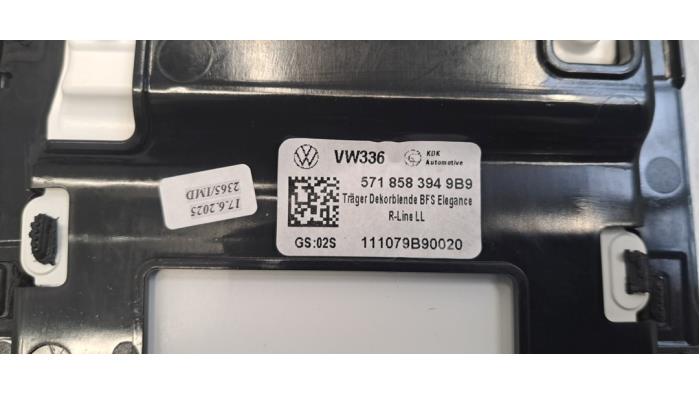 VW336
KDK
Automotive
571 858 394 9B9
Träger Dekorblende BFS Elegance
R-Line LL
GS:02S
111079B90020
17.6.2025
2365/IMD